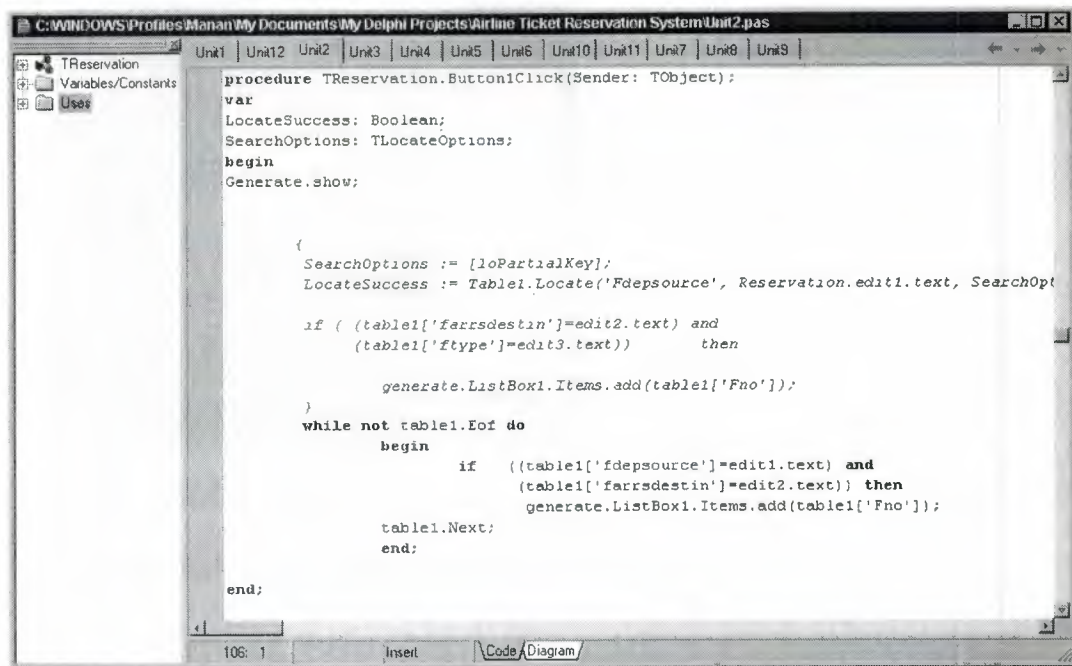 C:\WINDOWS\Profiles\Manan\My Documents\My Delphi Projects\Airline Ticket Reservation System\Unit2.pas
TReservation
Variables/Constants
Uses
Unit1 Unit12 Unit2 Unit3 Unit4 Unit5 Unit6 Unit10 Unit11 Unit7 Unit8 Unit9
procedure TReservation.Button1Click(Sender: TObject);
var
LocateSuccess: Boolean;
SearchOptions: TLocateOptions;
begin
Generate.show;
{
SearchOptions := [loPartialKey];
LocateSuccess := Table1.Locate('Fdepsource', Reservation.edit1.text, SearchOpt
if ( (table1['farrsdestin']=edit2.text) and
(table1['ftype']=edit3.text)) then
generate.ListBox1.Items.add(table1['Fno']);
}
while not table1.Eof do
begin
if ((table1['fdepsource']=edit1.text) and
(table1['farrsdestin']=edit2.text)) then
generate.ListBox1.Items.add(table1['Fno']);
table1.Next;
end;
end;
106: 1 Insert Code Diagram